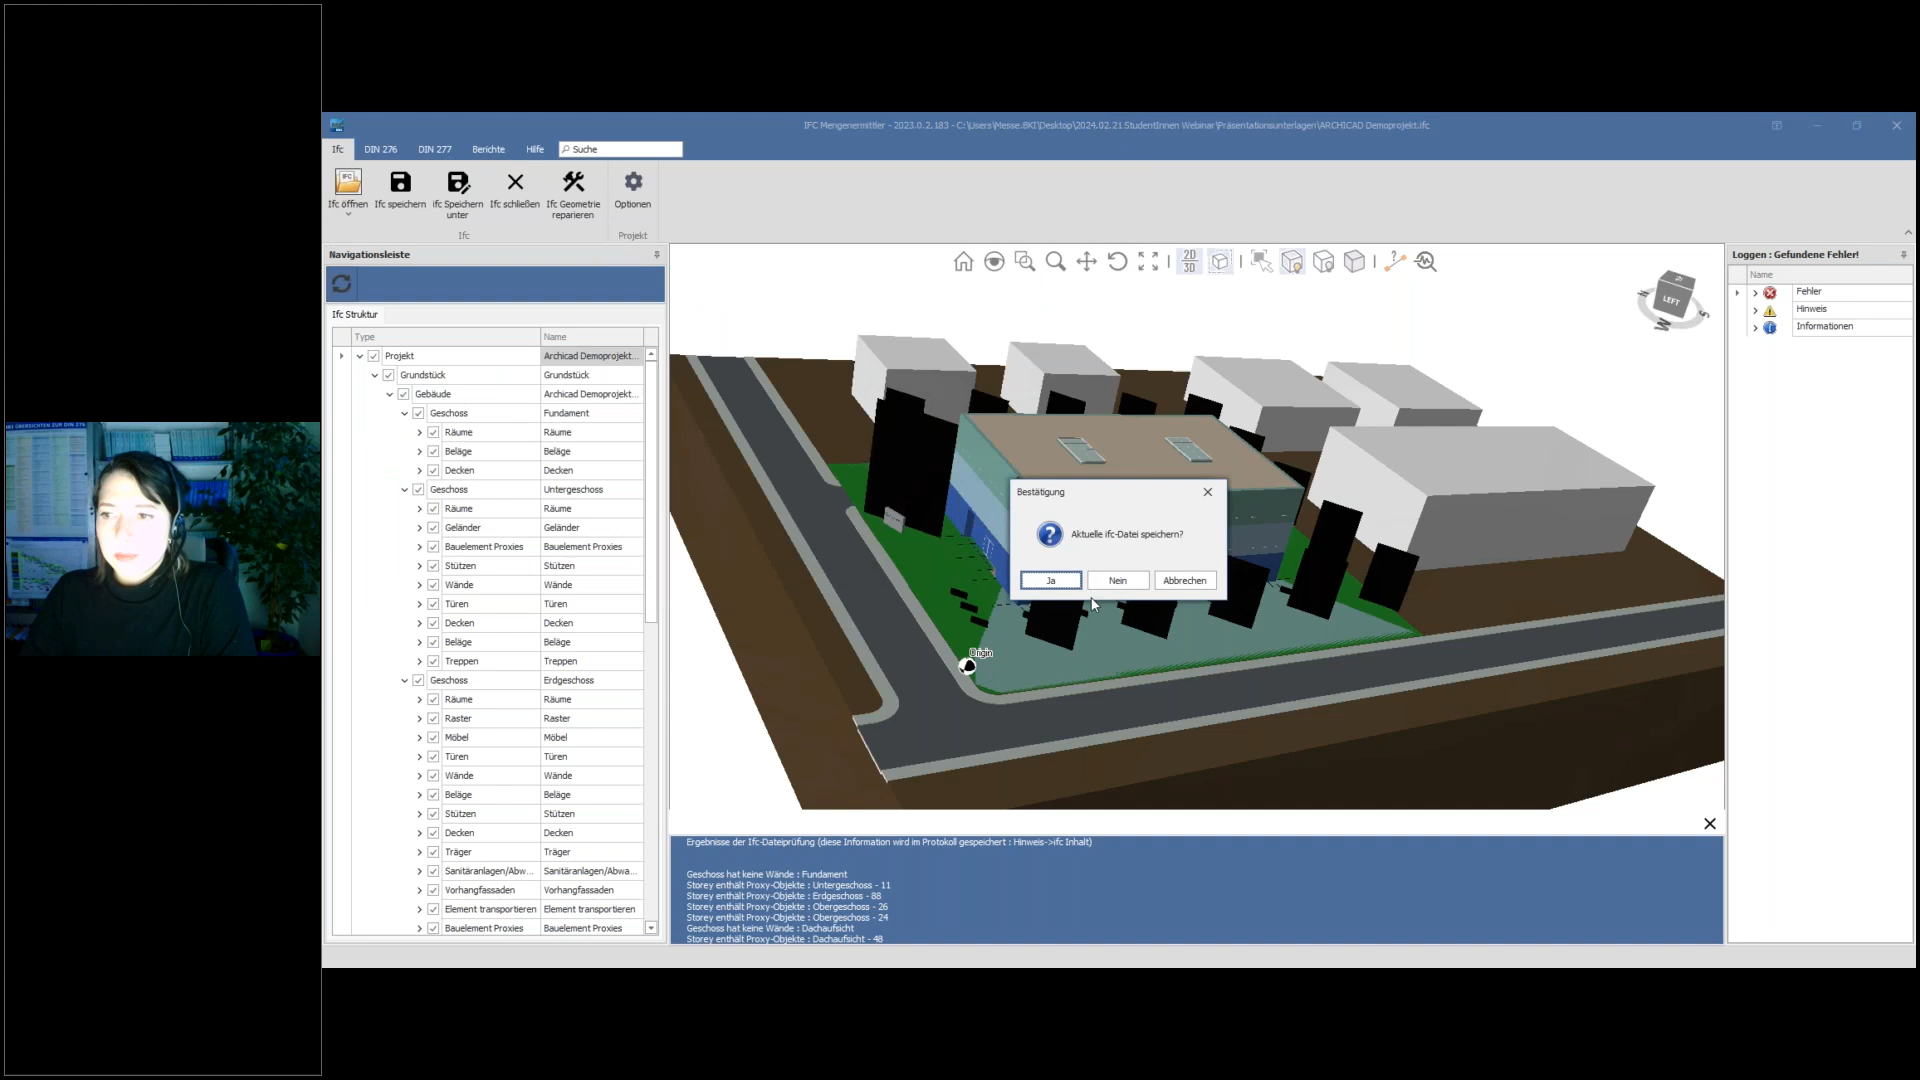 IFC Mengenermittler - 2023.0.2.183 - C:\Users\Messe.BKI\Desktop\2024.02.21 StudentInnen Webinar\Präsentationsunterlagen\ARCHICAD Demoprojekt.ifc
Ifc DIN 276 DIN 277 Berichte Hilfe Suche
Ifc öffnen
Ifc speichern
ifc Speichern unter
Ifc schließen
Ifc Geometrie reparieren
Optionen
Ifc Projekt
Navigationsleiste
Ifc Struktur
Type Name
Projekt Archicad Demoprojekt...
Grundstück Grundstück
Gebäude Archicad Demoprojekt...
Geschoss Fundament
Räume Räume
Beläge Beläge
Decken Decken
Geschoss Untergeschoss
Räume Räume
Geländer Geländer
Bauelement Proxies Bauelement Proxies
Stützen Stützen
Wände Wände
Türen Türen
Decken Decken
Beläge Beläge
Treppen Treppen
Geschoss Erdgeschoss
Räume Räume
Raster Raster
Möbel Möbel
Türen Türen
Wände Wände
Beläge Beläge
Stützen Stützen
Decken Decken
Träger Träger
Sanitäranlagen/Abw... Sanitäranlagen/Abwa...
Vorhangfassaden Vorhangfassaden
Element transportieren Element transportieren
Bauelement Proxies Bauelement Proxies
2D
3D
LEFT
W
S
Origin
Bestätigung
Aktuelle ifc-Datei speichern?
Ja Nein Abbrechen
Ergebnisse der Ifc-Dateiprüfung (diese Information wird im Protokoll gespeichert : Hinweis->ifc Inhalt)
Geschoss hat keine Wände : Fundament
Storey enthält Proxy-Objekte : Untergeschoss - 11
Storey enthält Proxy-Objekte : Erdgeschoss - 88
Storey enthält Proxy-Objekte : Obergeschoss - 26
Storey enthält Proxy-Objekte : Obergeschoss - 24
Geschoss hat keine Wände : Dachaufsicht
Storey enthält Proxy-Objekte : Dachaufsicht - 48
Loggen : Gefundene Fehler!
Name
Fehler
Hinweis
Informationen